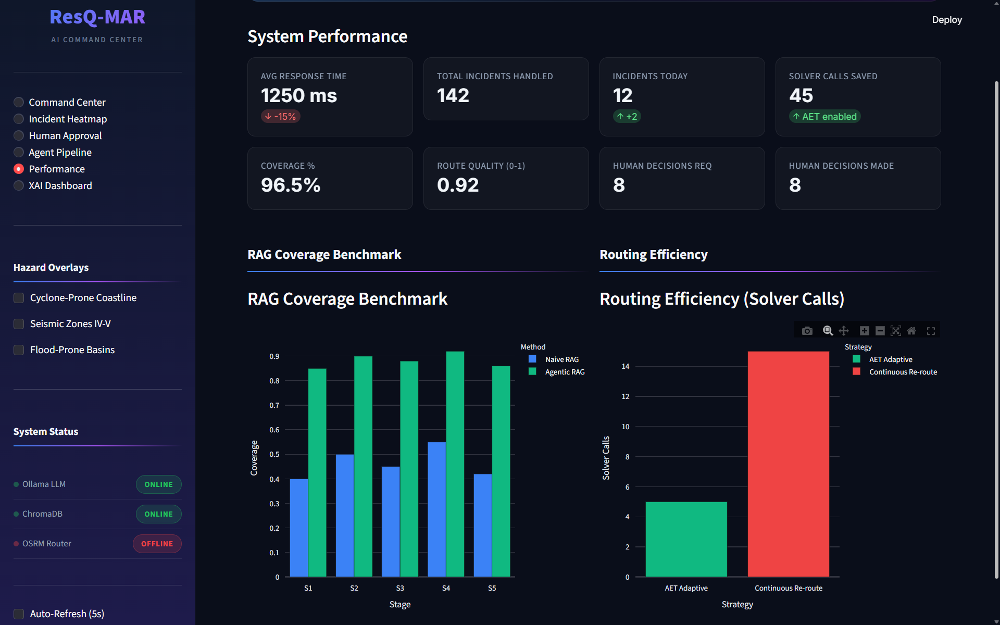 ResQ-MAR
AI COMMAND CENTER
Command Center
Incident Heatmap
Human Approval
Agent Pipeline
Performance
XAI Dashboard
Hazard Overlays
Cyclone-Prone Coastline
Seismic Zones IV-V
Flood-Prone Basins
System Status
Ollama LLM ONLINE
ChromaDB ONLINE
OSRM Router OFFLINE
Auto-Refresh (5s)
Deploy
System Performance
AVG RESPONSE TIME
1250 ms
↓ -15%
TOTAL INCIDENTS HANDLED
142
INCIDENTS TODAY
12
↑ +2
SOLVER CALLS SAVED
45
↑ AET enabled
COVERAGE %
96.5%
ROUTE QUALITY (0-1)
0.92
HUMAN DECISIONS REQ
8
HUMAN DECISIONS MADE
8
RAG Coverage Benchmark
RAG Coverage Benchmark
Method
Naive RAG
Agentic RAG
Coverage
0.9
0.8
0.7
0.6
0.5
0.4
0.3
0.2
0.1
0
S1 S2 S3 S4 S5
Stage
Routing Efficiency
Routing Efficiency (Solver Calls)
Strategy
AET Adaptive
Continuous Re-route
Solver Calls
14
12
10
8
6
4
2
0
AET Adaptive Continuous Re-route
Strategy